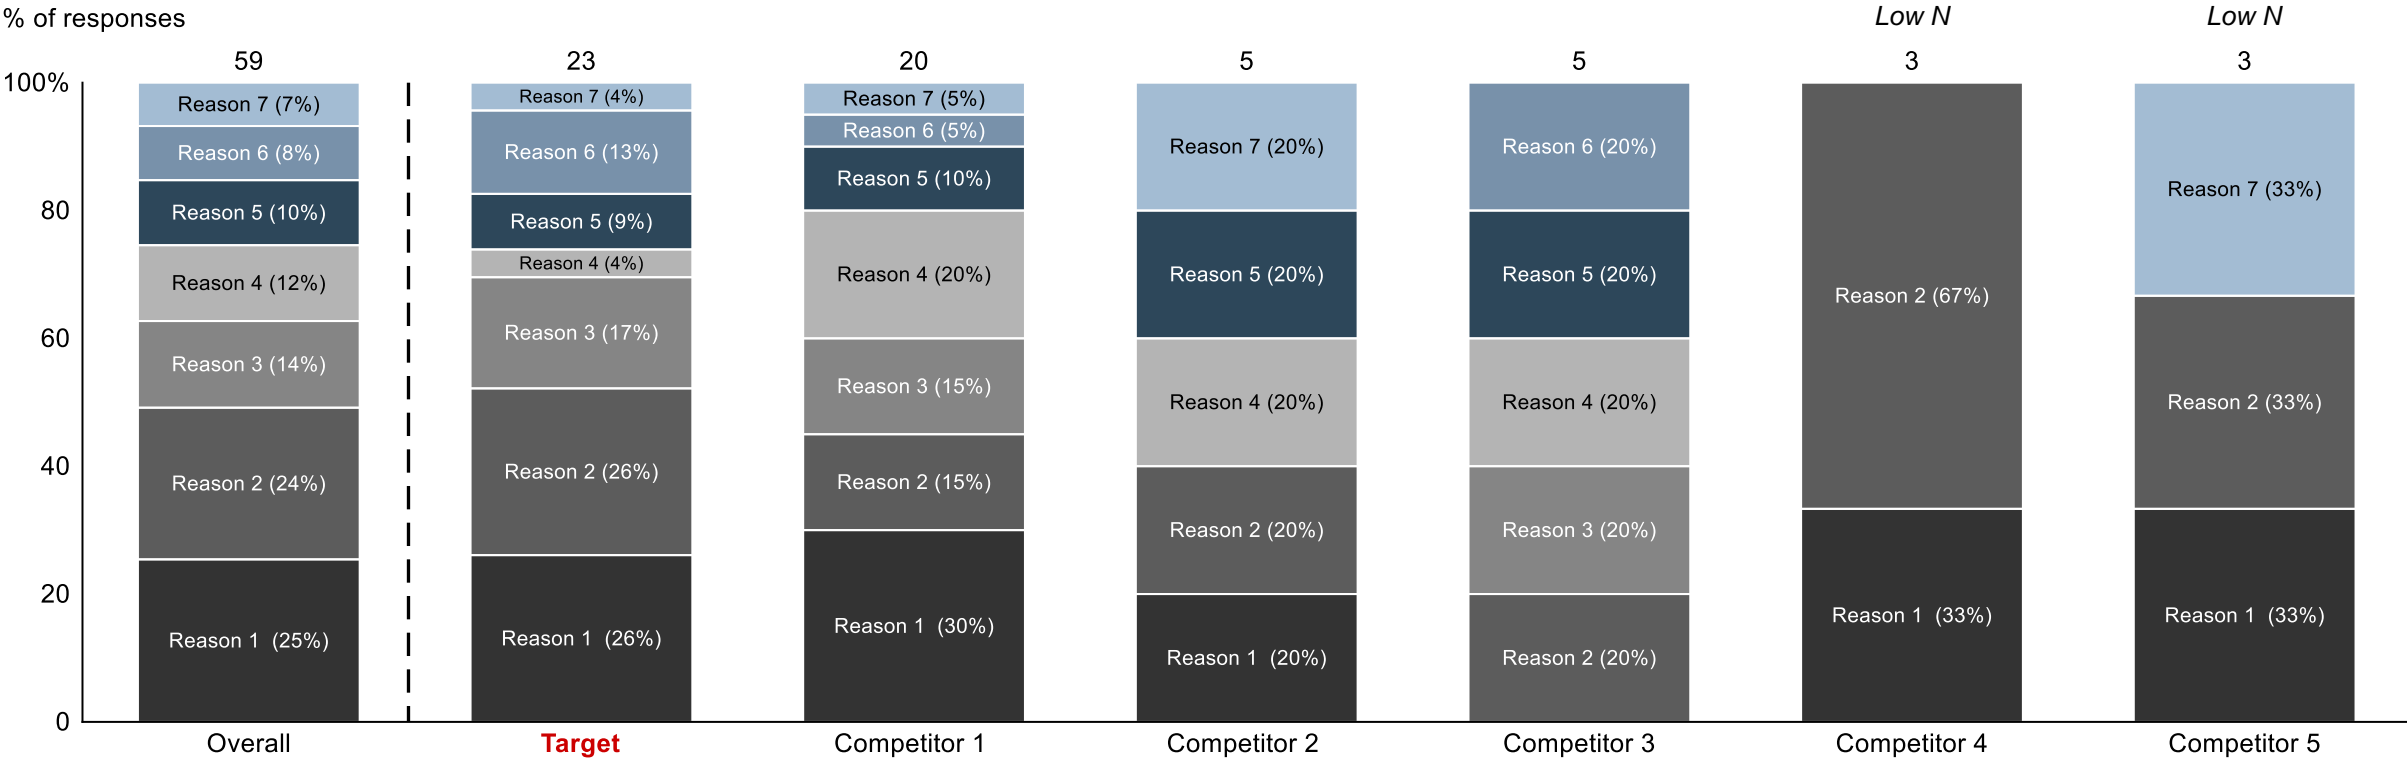 % of responses
Low N
Low N
59
23
20
5
5
3
3
100%
80
60
40
20
0
Reason 7 (7%)
Reason 6 (8%)
Reason 5 (10%)
Reason 4 (12%)
Reason 3 (14%)
Reason 2 (24%)
Reason 1  (25%)
Reason 7 (4%)
Reason 6 (13%)
Reason 5 (9%)
Reason 4 (4%)
Reason 3 (17%)
Reason 2 (26%)
Reason 1  (26%)
Reason 7 (5%)
Reason 6 (5%)
Reason 5 (10%)
Reason 4 (20%)
Reason 3 (15%)
Reason 2 (15%)
Reason 1  (30%)
Reason 7 (20%)
Reason 5 (20%)
Reason 4 (20%)
Reason 2 (20%)
Reason 1  (20%)
Reason 6 (20%)
Reason 5 (20%)
Reason 4 (20%)
Reason 3 (20%)
Reason 2 (20%)
Reason 2 (67%)
Reason 1  (33%)
Reason 7 (33%)
Reason 2 (33%)
Reason 1  (33%)
Overall
Target
Competitor 1
Competitor 2
Competitor 3
Competitor 4
Competitor 5